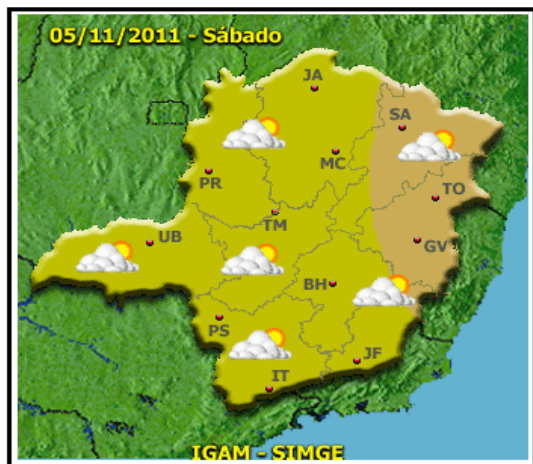 05/11/2011 - Sábado
JA
SA
MC
PR
TO
TM
UB
GV
BH
PS
JF
IT
IGAM - SIMGE